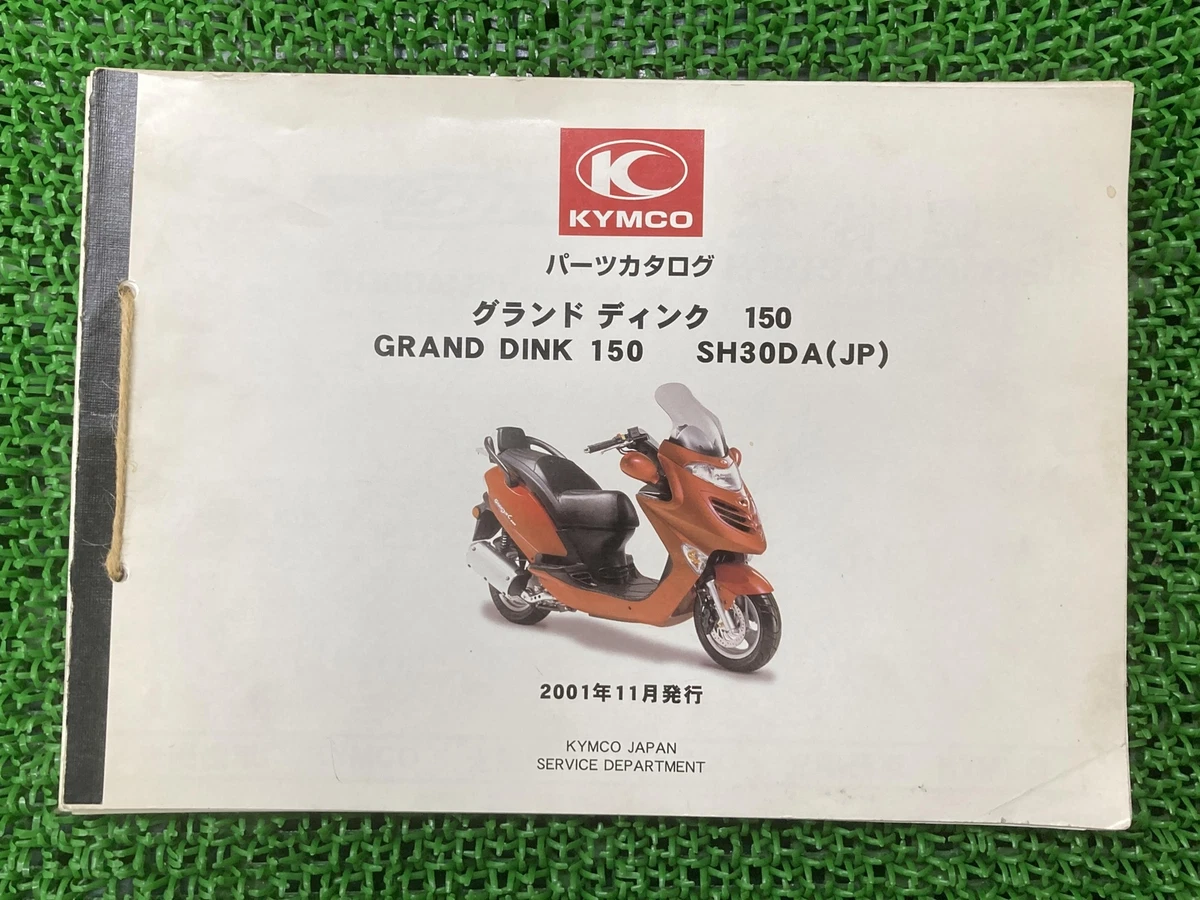 KYMCO
パーツカタログ
グランド ディンク 150
GRAND DINK 150 SH30DA(JP)
2001年11月発行
KYMCO JAPAN
SERVICE DEPARTMENT